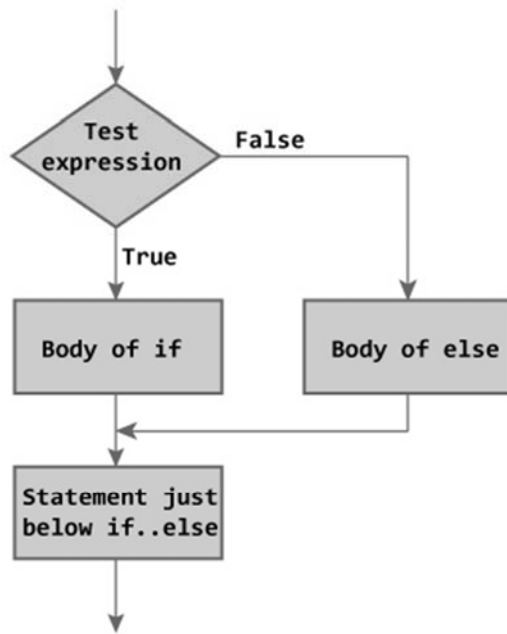 Test
expression
False
True
Body of if
Body of else
Statement just
below if..else